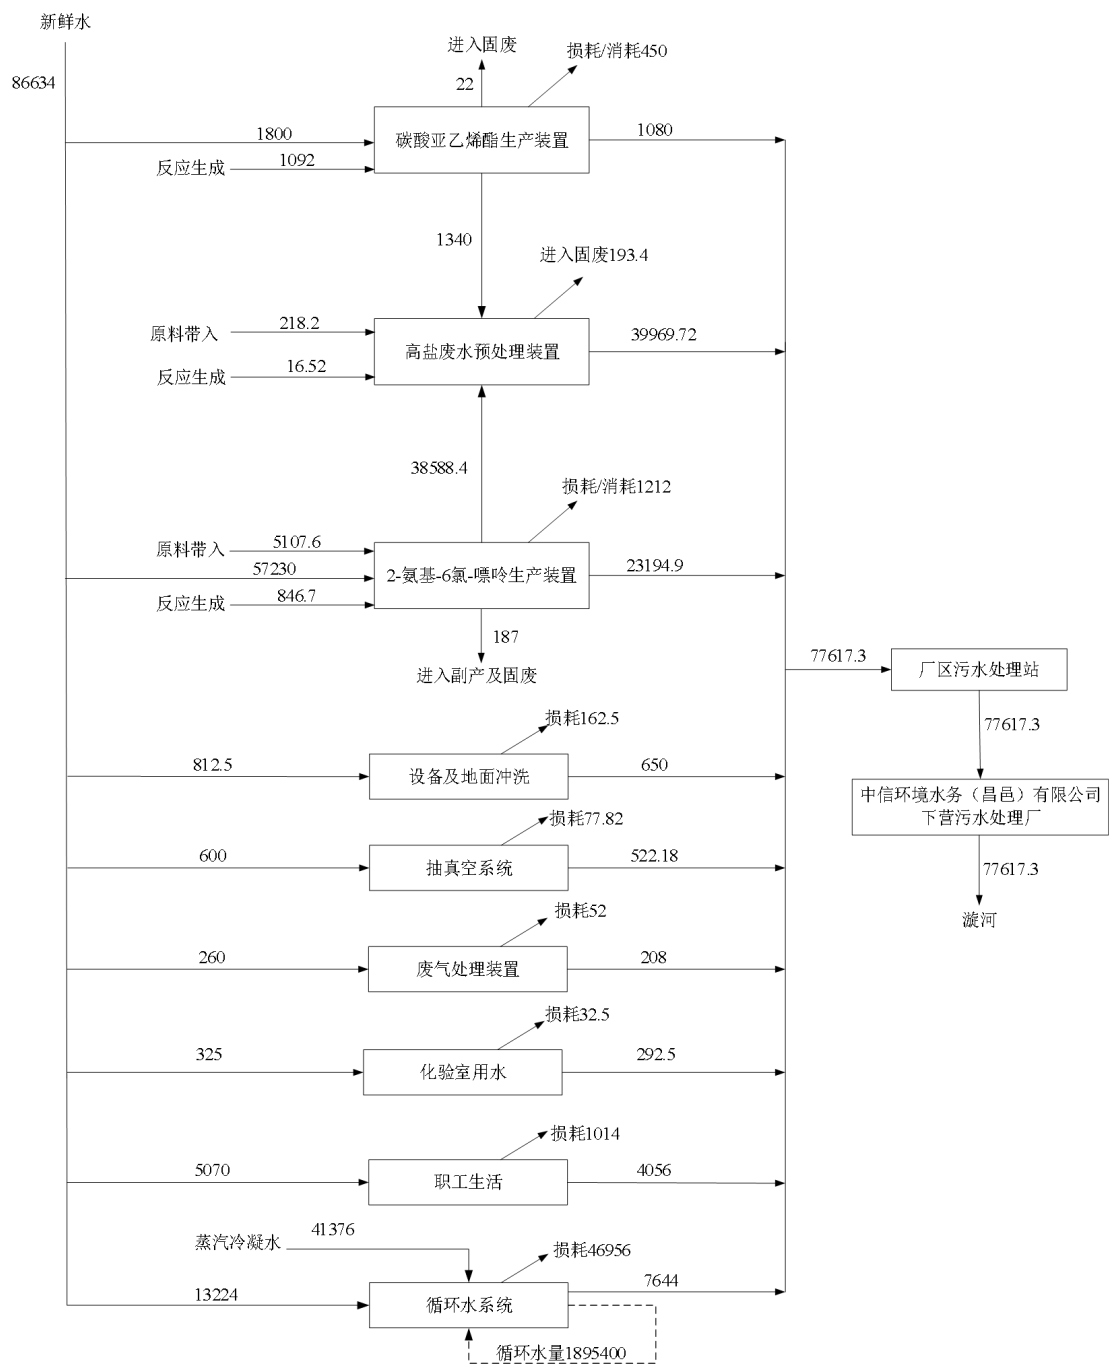 新鲜水
86634
进入固废
22
损耗/消耗450
1800
反应生成
1092
碳酸亚乙烯酯生产装置
1080
1340
进入固废193.4
原料带入
218.2
反应生成
16.52
高盐废水预处理装置
39969.72
38588.4
损耗/消耗1212
原料带入
5107.6
57230
反应生成
846.7
2-氨基-6氯-嘌呤生产装置
23194.9
187
进入副产及固废
77617.3
厂区污水处理站
77617.3
中信环境水务（昌邑）有限公司
下营污水处理厂
77617.3
漩河
损耗162.5
812.5
设备及地面冲洗
650
损耗77.82
600
抽真空系统
522.18
损耗52
260
废气处理装置
208
损耗32.5
325
化验室用水
292.5
损耗1014
5070
职工生活
4056
蒸汽冷凝水
41376
损耗46956
13224
循环水系统
7644
循环水量1895400